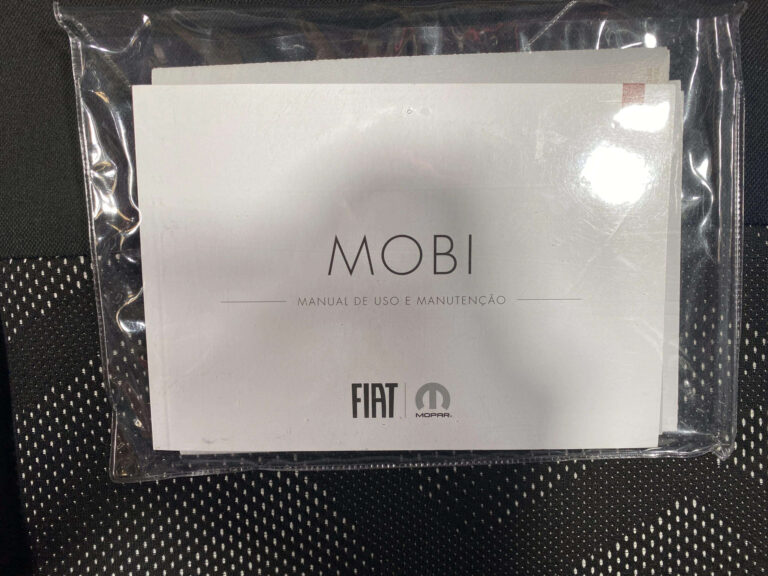 MOBI
MANUAL DE USO E MANUTENÇÃO
FIAT
MOPAR